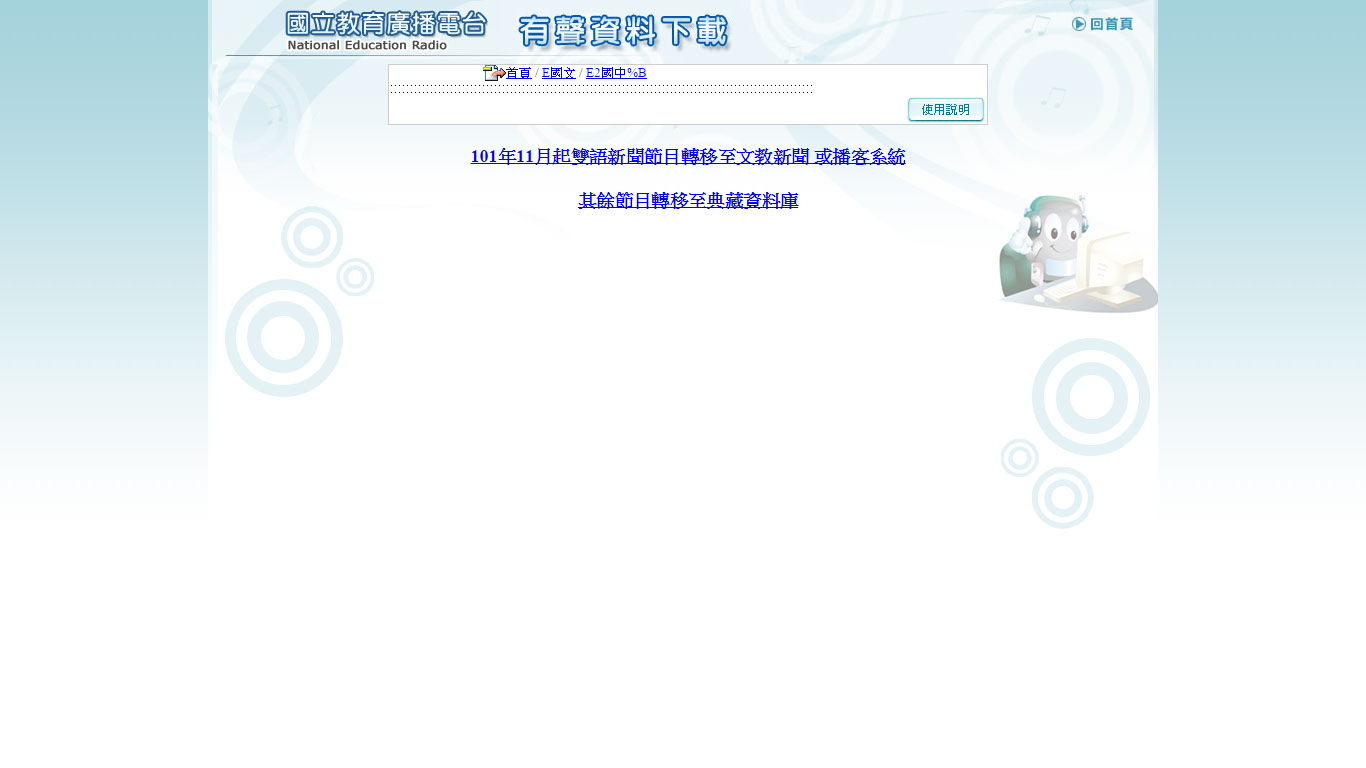 國立教育廣播電台
National Education Radio
有聲資料下載
回首頁
首頁 / E國文 / E2國中%B
使用說明
101年11月起雙語新聞節目轉移至文教新聞 或播客系統
其餘節目轉移至典藏資料庫